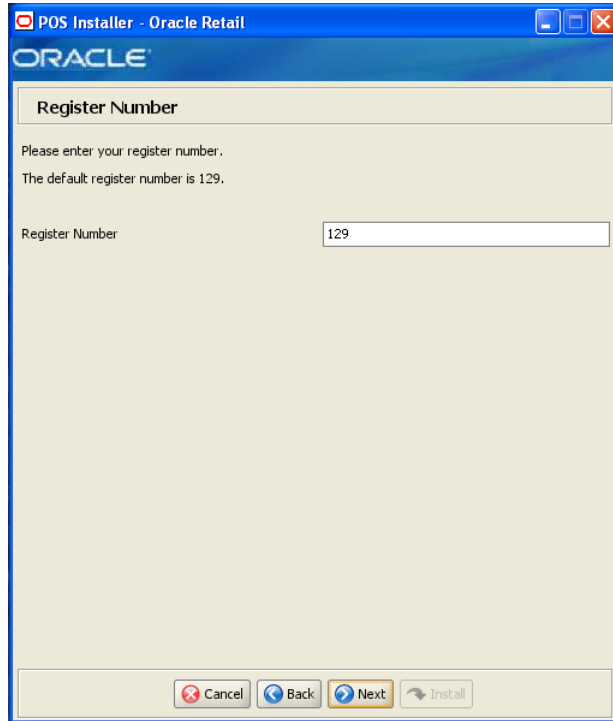 POS Installer - Oracle Retail
ORACLE
Register Number
Please enter your register number.
The default register number is 129.
Register Number 129
Cancel Back Next Install